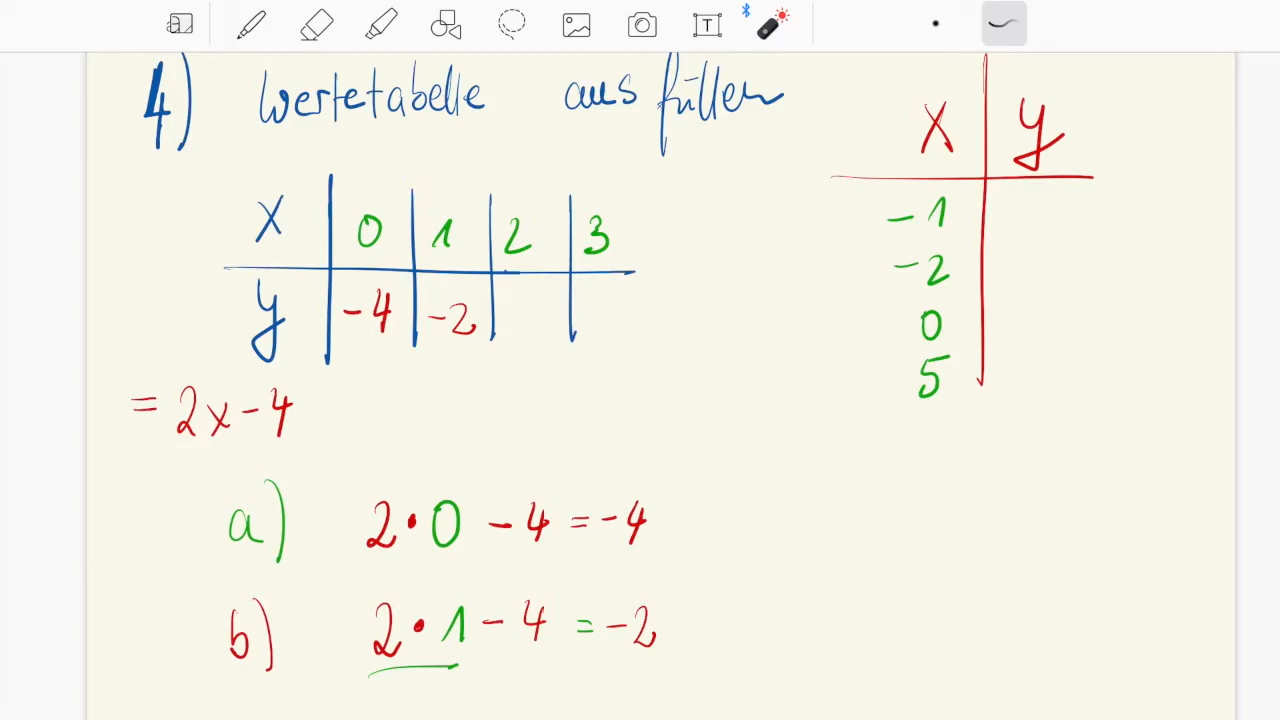 4) Wertetabelle ausfüllen
x 0 1 2 3
y -4 -2
= 2x - 4
a) 2 • 0 - 4 = -4
b) 2 • 1 - 4 = -2
x y
-1
-2
0
5